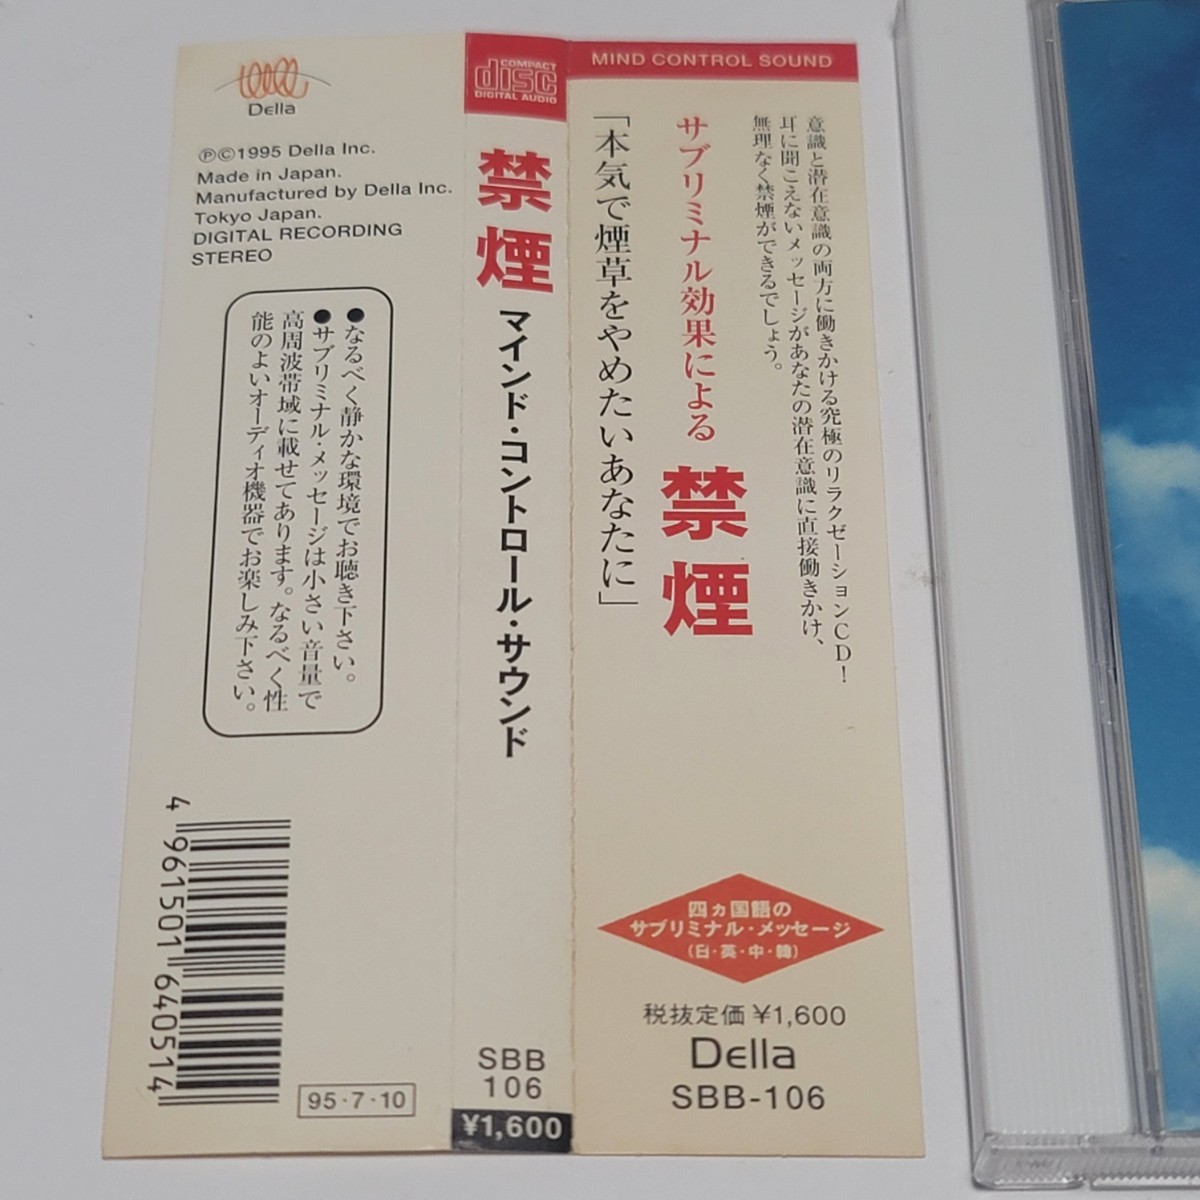 Della
Ⓟ©1995 Della Inc.
Made in Japan.
Manufactured by Della Inc.
Tokyo Japan.
DIGITAL RECORDING
STEREO
●なるべく静かな環境でお聴き下さい。
●サブリミナル・メッセージは小さい音量で
高周波帯域に載せてあります。なるべく性
能のよいオーディオ機器でお楽しみ下さい。
4 961501 640514
95・7・10
COMPACT
disc
DIGITAL AUDIO
禁煙
マインド・コントロール・サウンド
SBB
106
¥1,600
MIND CONTROL SOUND
意識と潜在意識の両方に働きかける究極のリラクゼーションCD!
耳に聞こえないメッセージがあなたの潜在意識に直接働きかけ、
無理なく禁煙ができるでしょう。
サブリミナル効果による
禁煙
「本気で煙草をやめたいあなたに」
四ヵ国語の
サブリミナル・メッセージ
(日・英・中・韓)
税抜定価¥1,600
Della
SBB-106